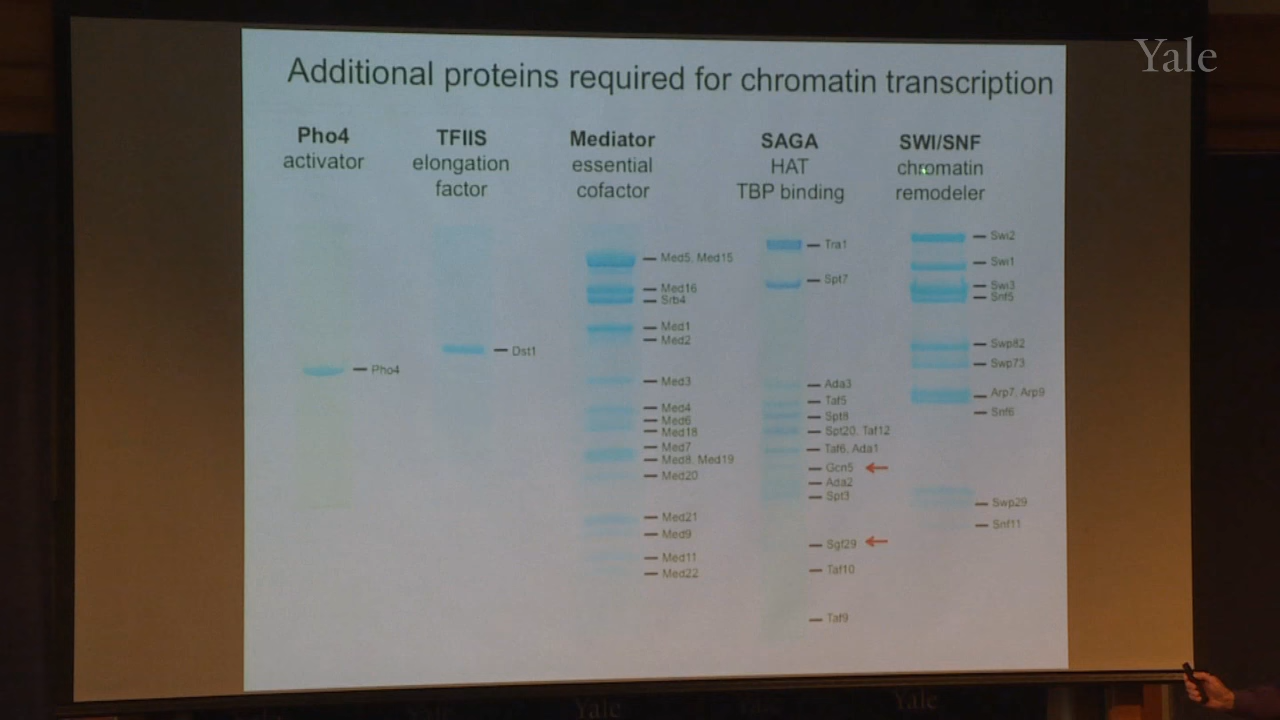 Yale
Additional proteins required for chromatin transcription
Pho4
activator
TFIIS
elongation
factor
Mediator
essential
cofactor
SAGA
HAT
TBP binding
SWI/SNF
chromatin
remodeler
Pho4
Dst1
Med5, Med15
Med16
Srb4
Med1
Med2
Med3
Med4
Med6
Med18
Med7
Med8, Med19
Med20
Med21
Med9
Med11
Med22
Tra1
Spt7
Ada3
Taf5
Spt8
Spt20, Taf12
Taf6, Ada1
Gcn5
Ada2
Spt3
Sgf29
Taf10
Taf9
Swi2
Swi1
Swi3
Snf5
Swp82
Swp73
Arp7, Arp9
Snf6
Swp29
Snf11
Yale
Yale